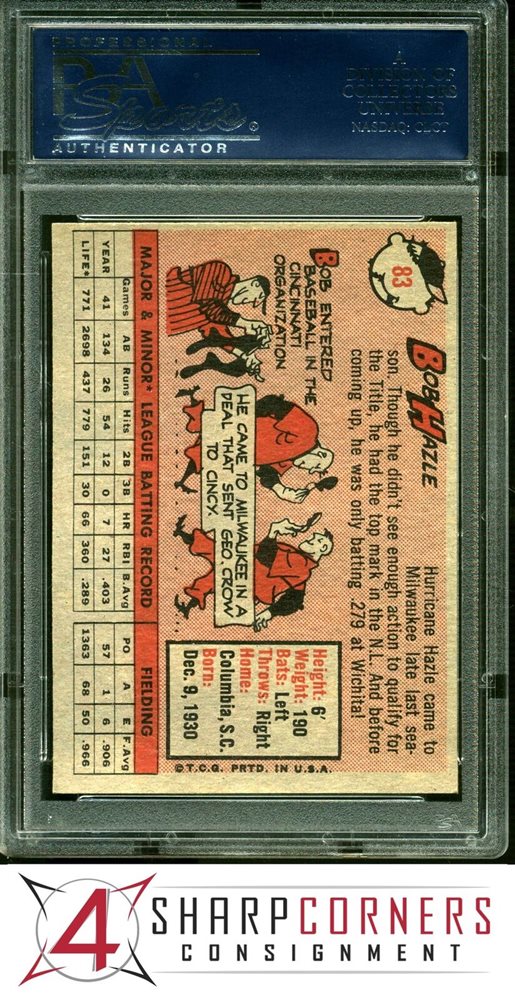 PROFESSIONAL
PSA
Sports
AUTHENTICATOR
A
DIVISION OF
COLLECTORS
UNIVERSE
NASDAQ: CLCT
83
BOB HAZLE
Hurricane Hazle came to
Milwaukee late last sea-
son. Though he didn't see enough action to qualify for
the Title, he had the top mark in the N.L. And before
coming up, he was only batting .279 at Wichita!
BOB ENTERED
BASEBALL IN THE
CINCINNATI
ORGANIZATION
HE CAME TO MILWAUKEE IN A
DEAL THAT SENT GEO. CROW
TO CINCY.
Height: 6'
Weight: 190
Bats: Left
Throws: Right
Home:
Columbia, S.C.
Born:
Dec. 9, 1930
MAJOR & MINOR* LEAGUE BATTING RECORD FIELDING
Games AB Runs Hits 2B 3B HR RBI B.Avg PO A E F.Avg
YEAR 41 134 26 54 12 0 7 27 .403 57 1 6 .906
LIFE* 771 2698 437 779 151 30 66 360 .289 1363 68 50 .966
©T.C.G. PRTD. IN U.S.A.
4
SHARPCORNERS
CONSIGNMENT